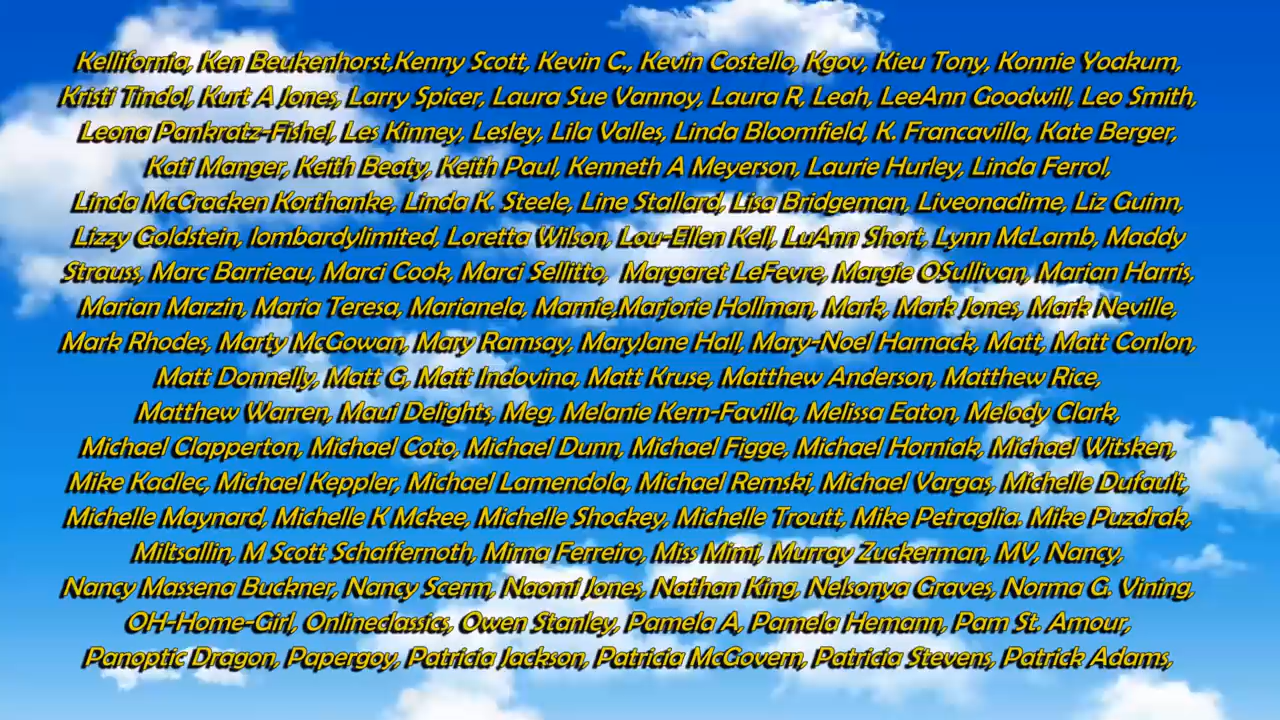 Kellifornia, Ken Beukenhorst,Kenny Scott, Kevin C., Kevin Costello, Kgov, Kieu Tony, Konnie Yoakum,
Kristi Tindol, Kurt A Jones, Larry Spicer, Laura Sue Vannoy, Laura R, Leah, LeeAnn Goodwill, Leo Smith,
Leona Pankratz-Fishel, Les Kinney, Lesley, Lila Valles, Linda Bloomfield, K. Francavilla, Kate Berger,
Kati Manger, Keith Beaty, Keith Paul, Kenneth A Meyerson, Laurie Hurley, Linda Ferrol,
Linda McCracken Korthanke, Linda K. Steele, Line Stallard, Lisa Bridgeman, Liveonadime, Liz Guinn,
Lizzy Goldstein, lombardylimited, Loretta Wilson, Lou-Ellen Kell, LuAnn Short, Lynn McLamb, Maddy
Strauss, Marc Barrieau, Marci Cook, Marci Sellitto, Margaret LeFevre, Margie OSullivan, Marian Harris,
Marian Marzin, Maria Teresa, Marianela, Marnie,Marjorie Hollman, Mark, Mark Jones, Mark Neville,
Mark Rhodes, Marty McGowan, Mary Ramsay, MaryJane Hall, Mary-Noel Harnack, Matt, Matt Conlon,
Matt Donnelly, Matt G, Matt Indovina, Matt Kruse, Matthew Anderson, Matthew Rice,
Matthew Warren, Maui Delights, Meg, Melanie Kern-Favilla, Melissa Eaton, Melody Clark,
Michael Clapperton, Michael Coto, Michael Dunn, Michael Figge, Michael Horniak, Michael Witsken,
Mike Kadlec, Michael Keppler, Michael Lamendola, Michael Remski, Michael Vargas, Michelle Dufault,
Michelle Maynard, Michelle K Mckee, Michelle Shockey, Michelle Troutt, Mike Petraglia. Mike Puzdrak,
Miltsallin, M Scott Schaffernoth, Mirna Ferreiro, Miss Mimi, Murray Zuckerman, MV, Nancy,
Nancy Massena Buckner, Nancy Scerm, Naomi Jones, Nathan King, Nelsonya Graves, Norma G. Vining,
OH-Home-Girl, Onlineclassics, Owen Stanley, Pamela A, Pamela Hemann, Pam St. Amour,
Panoptic Dragon, Papergoy, Patricia Jackson, Patricia McGovern, Patricia Stevens, Patrick Adams,